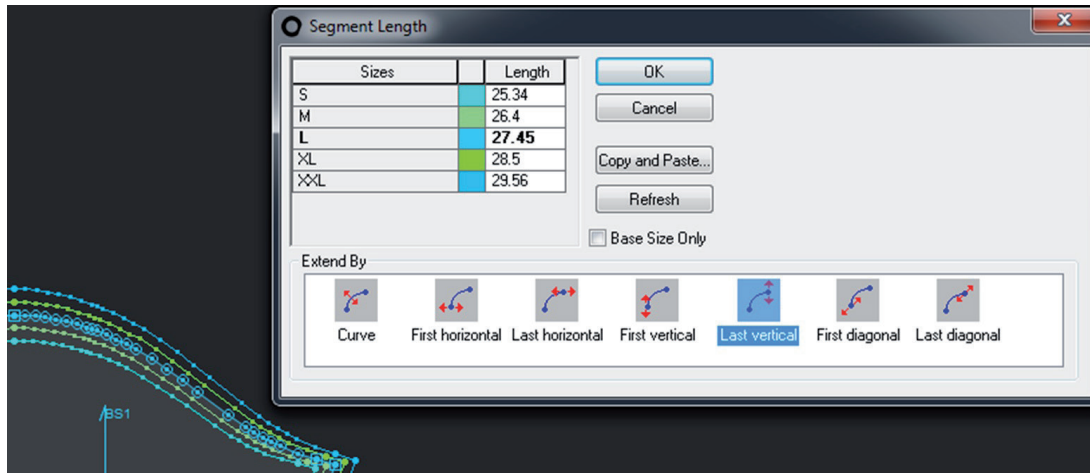 Segment Length
Sizes Length
S 25.34
M 26.4
L 27.45
XL 28.5
XXL 29.56
OK
Cancel
Copy and Paste...
Refresh
Base Size Only
Extend By
Curve First horizontal Last horizontal First vertical Last vertical First diagonal Last diagonal
BS1